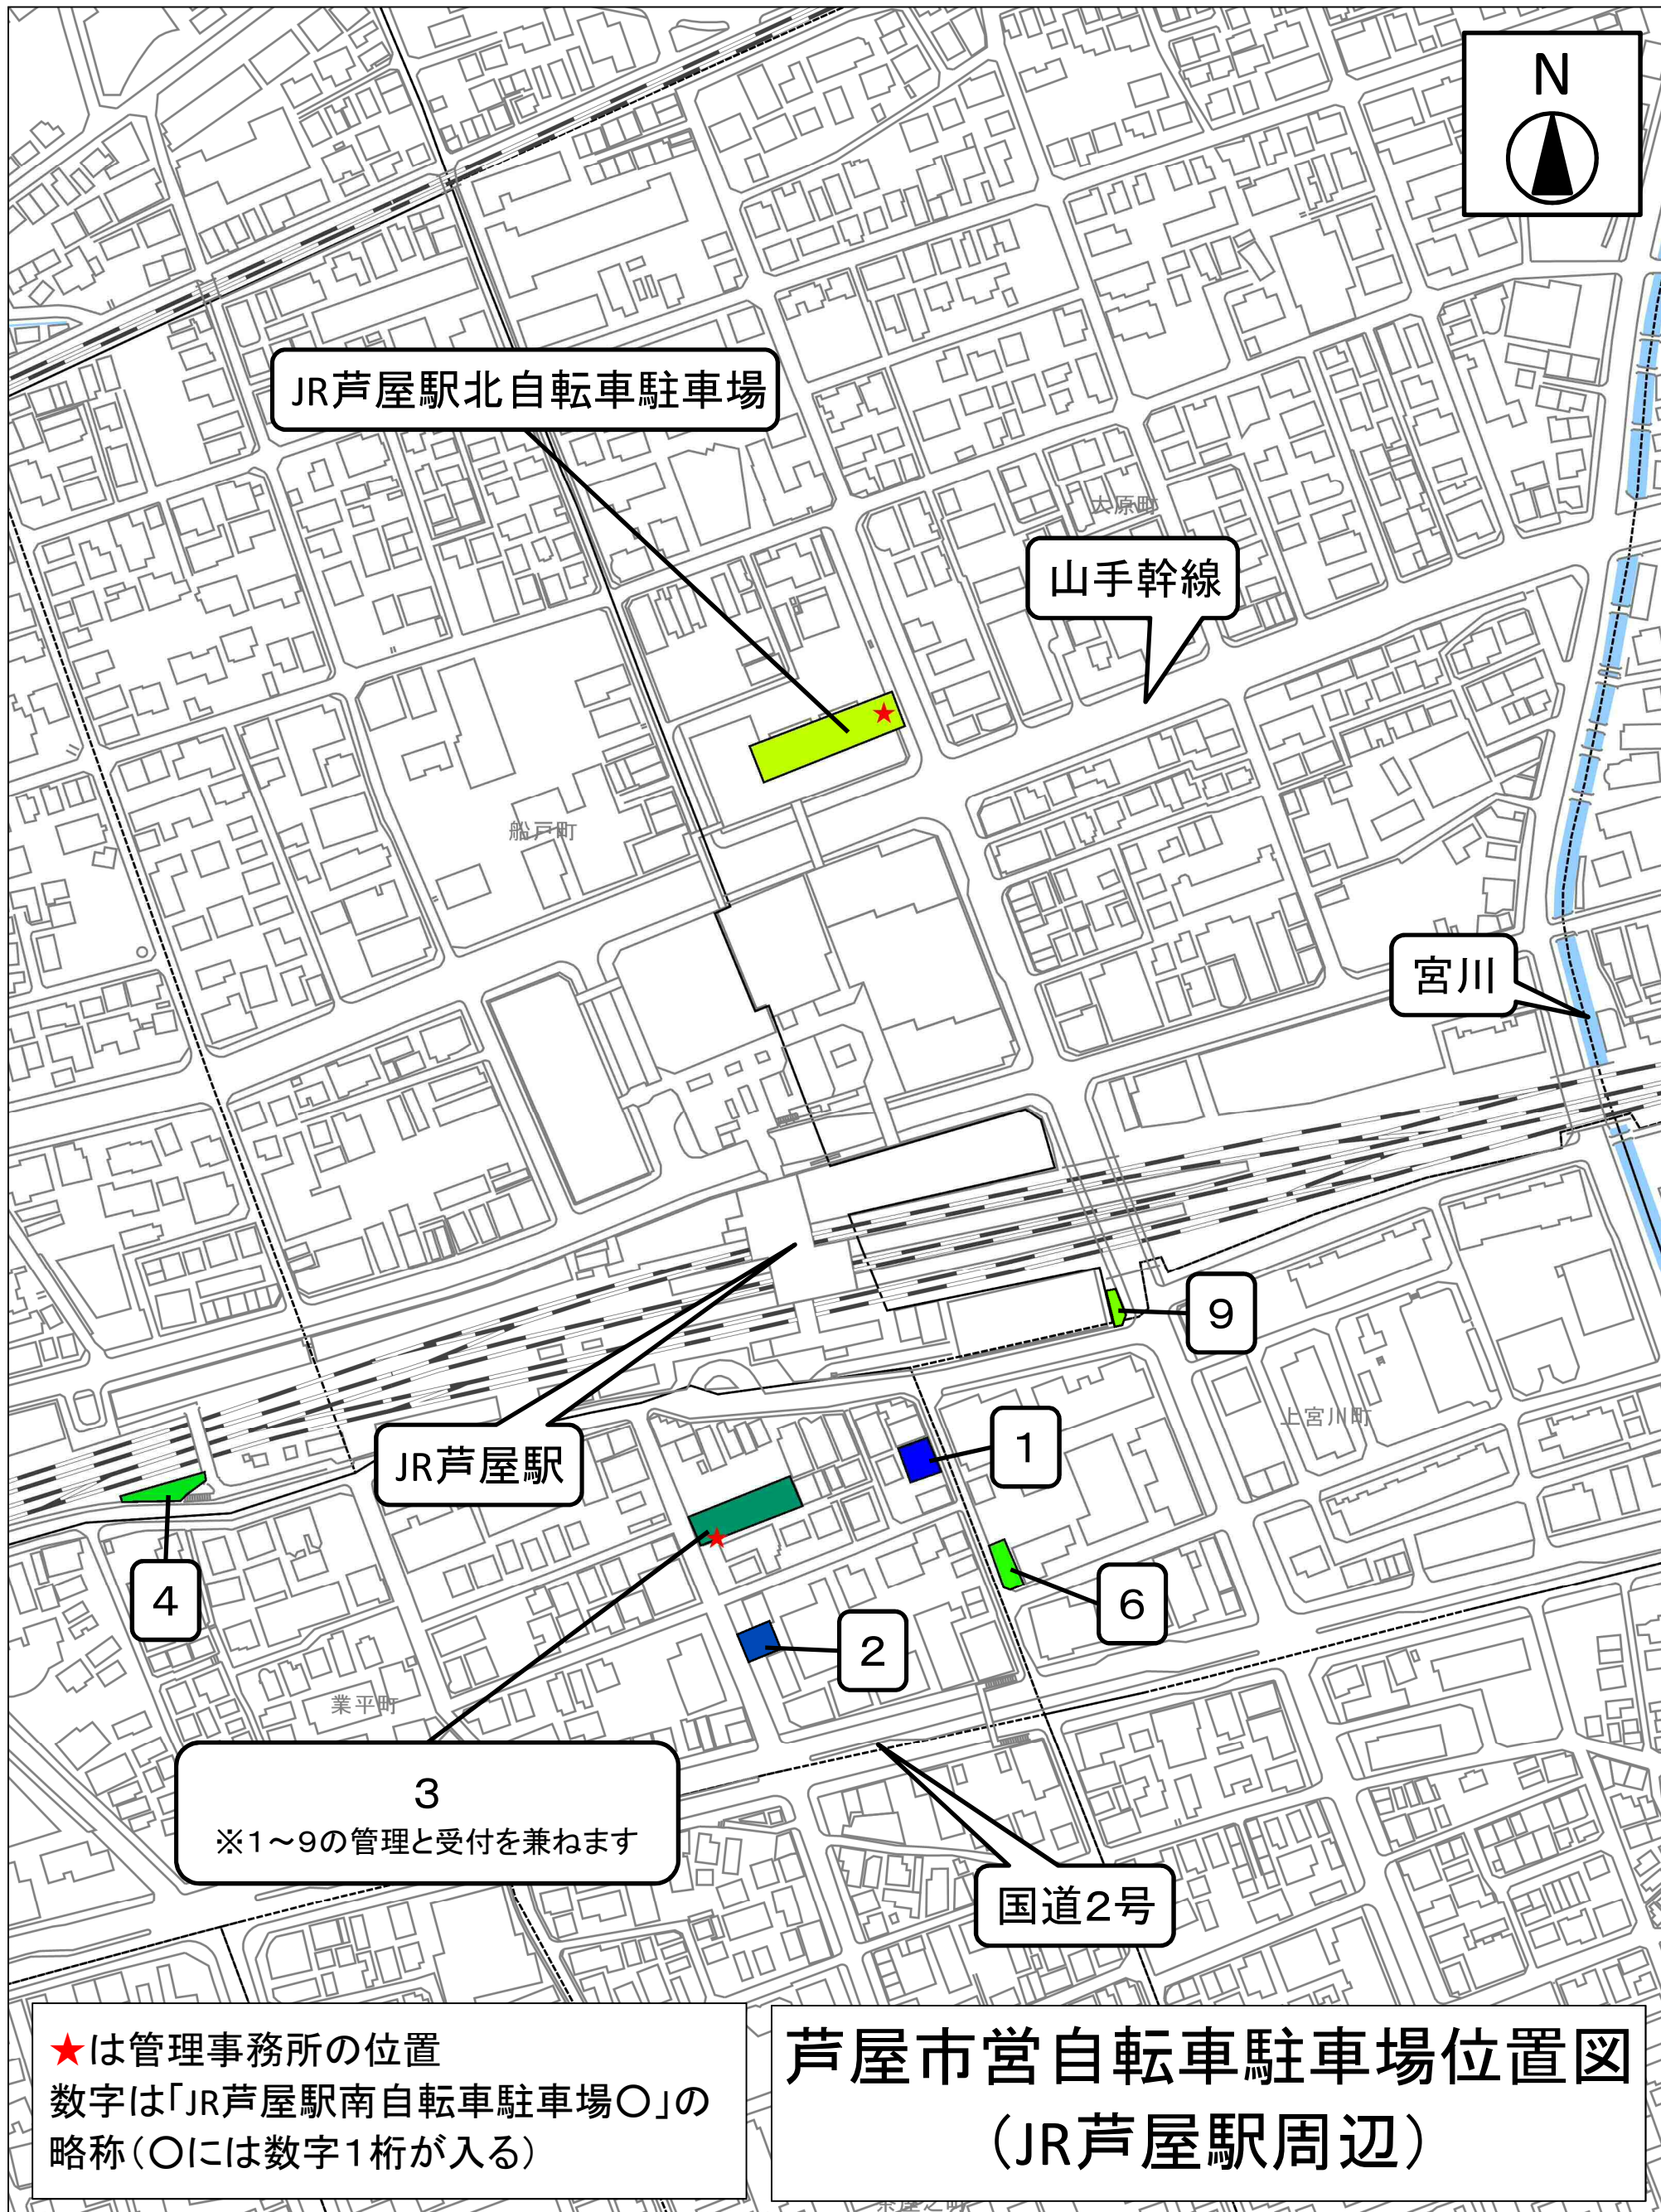 N
JR芦屋駅北自転車駐車場
大原町
山手幹線
船戸町
宮川
9
1
上宮川町
JR芦屋駅
4
6
2
業平町
3
※1～9の管理と受付を兼ねます
国道2号
★は管理事務所の位置
数字は「JR芦屋駅南自転車駐車場〇」の
略称（〇には数字1桁が入る）
芦屋市営自転車駐車場位置図
（JR芦屋駅周辺）